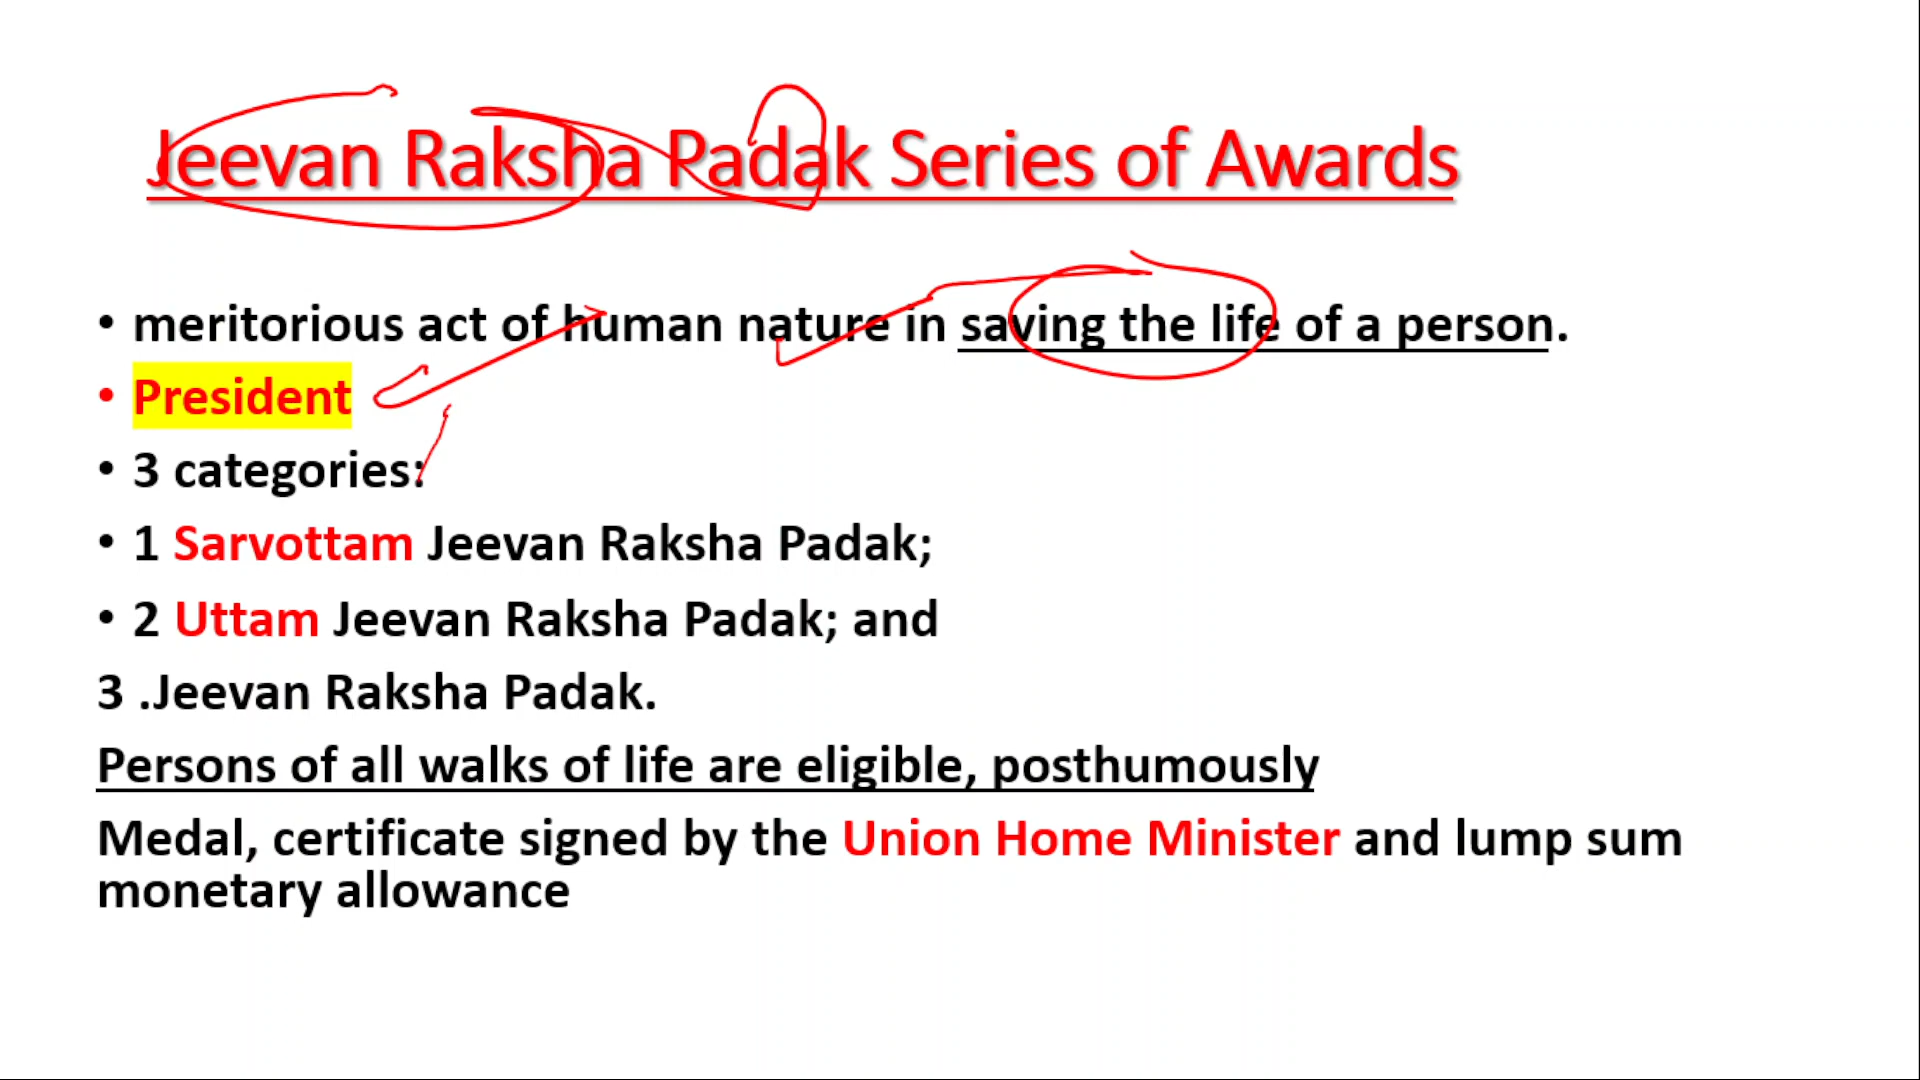 Jeevan Raksha Padak Series of Awards
• meritorious act of human nature in saving the life of a person.
• President
• 3 categories:
• 1 Sarvottam Jeevan Raksha Padak;
• 2 Uttam Jeevan Raksha Padak; and
3 .Jeevan Raksha Padak.
Persons of all walks of life are eligible, posthumously
Medal, certificate signed by the Union Home Minister and lump sum
monetary allowance